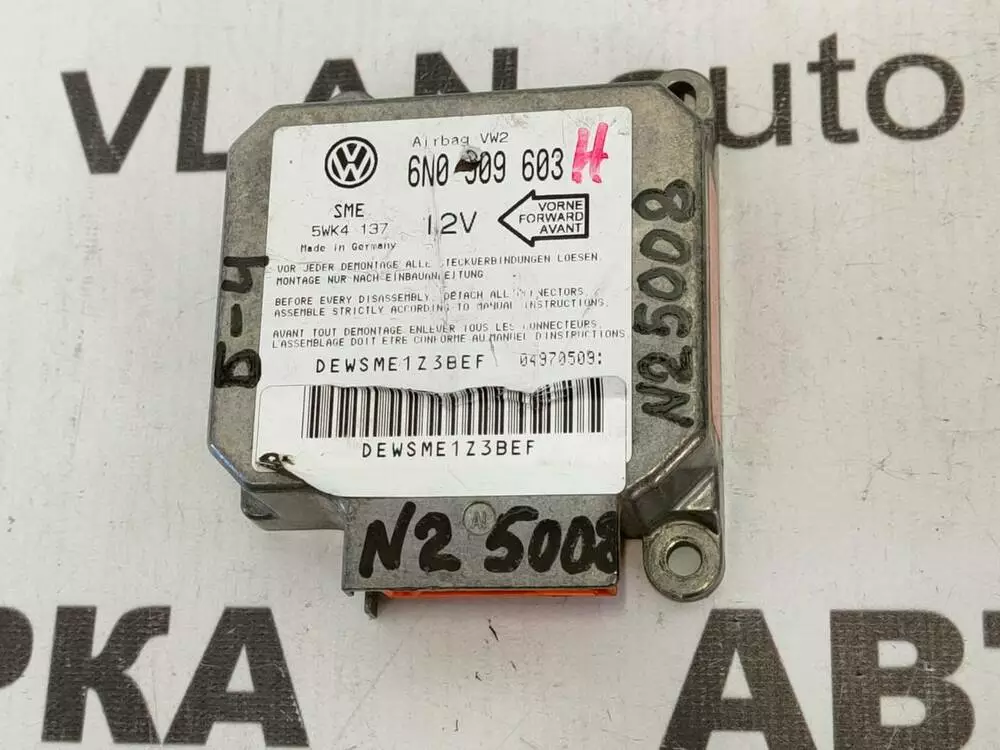 VLAN auto
Airbag VW2
6N0 909 603 H
SME
5WK4 137
12V
VORNE
FORWARD
AVANT
Made in Germany
VOR JEDER DEMONTAGE ALLE STECKVERBINDUNGEN LOESEN.
MONTAGE NUR NACH EINBAUANLEITUNG
BEFORE EVERY DISASSEMBLY, DETACH ALL CONNECTORS,
ASSEMBLE STRICTLY ACCORDING TO MANUAL INSTRUCTIONS.
AVANT TOUT DEMONTAGE ENLEVER TOUS LES CONNECTEURS.
L'ASSEMBLAGE DOIT ETRE CONFORME AU MANUEL D'INSTRUCTIONS
DEWSME1Z3BEF 04970509
DEWSME1Z3BEF
Б-4
N25008
N2 5008
РКА АВТ